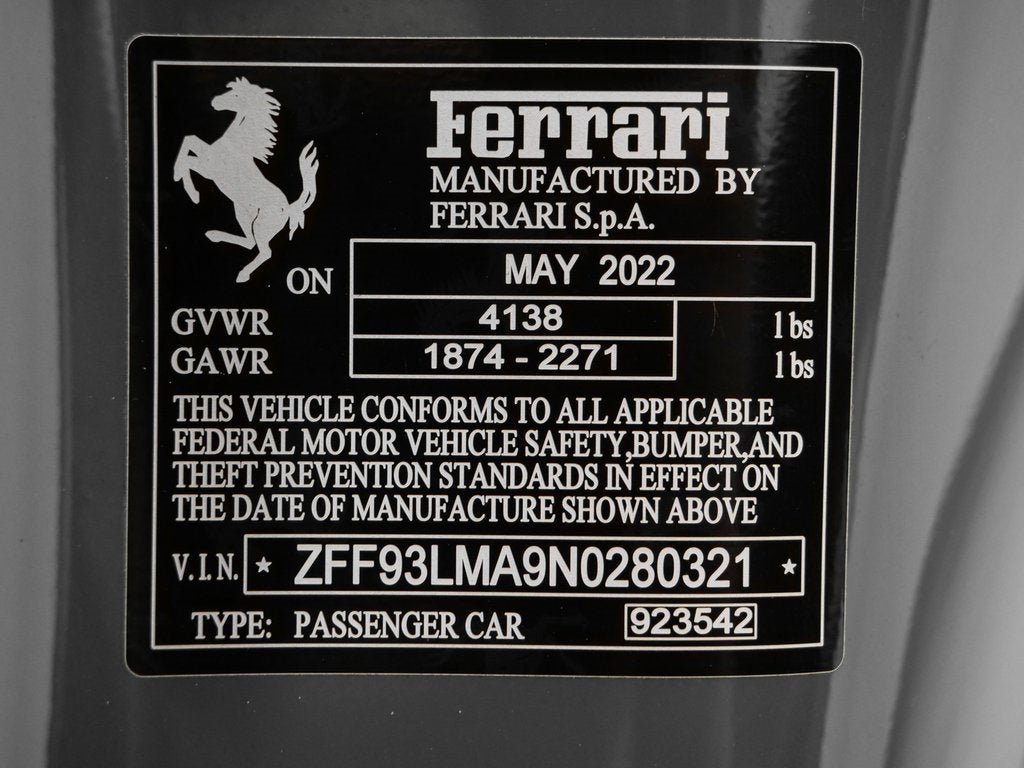 Ferrari
MANUFACTURED BY
FERRARI S.p.A.
ON MAY 2022
GVWR 4138 lbs
GAWR 1874 - 2271 lbs
THIS VEHICLE CONFORMS TO ALL APPLICABLE
FEDERAL MOTOR VEHICLE SAFETY,BUMPER,AND
THEFT PREVENTION STANDARDS IN EFFECT ON
THE DATE OF MANUFACTURE SHOWN ABOVE
V.I.N. ★ ZFF93LMA9N0280321 ★
TYPE: PASSENGER CAR 923542